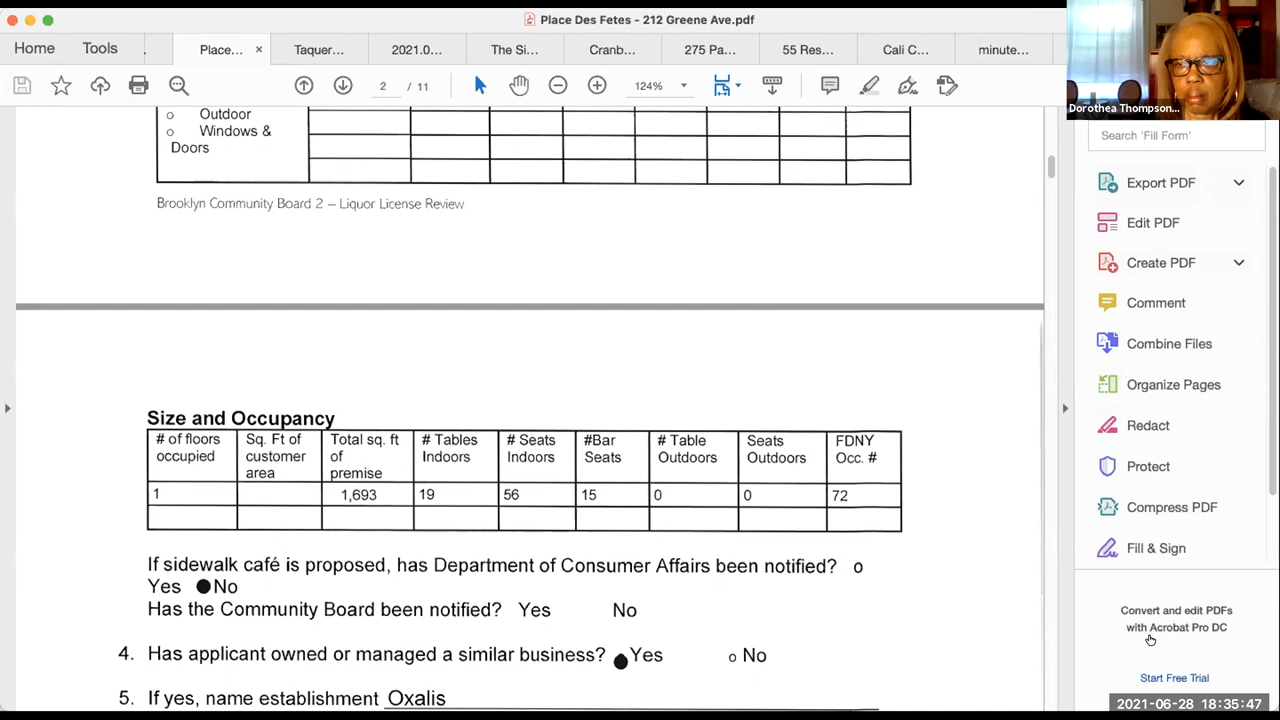 Place Des Fetes - 212 Greene Ave.pdf
Home Tools . Place... × Taquer... 2021.0... The Si... Cranb... 275 Pa... 55 Res... Cali C... minute...
2 / 11 124%
Dorothea Thompson...
Search 'Fill Form'
o Outdoor
o Windows &
Doors
Brooklyn Community Board 2 – Liquor License Review
Size and Occupancy
# of floors occupied
Sq. Ft of customer area
Total sq. ft of premise
# Tables Indoors
# Seats Indoors
#Bar Seats
# Table Outdoors
Seats Outdoors
FDNY Occ. #
1 1,693 19 56 15 0 0 72
If sidewalk café is proposed, has Department of Consumer Affairs been notified? o
Yes ●No
Has the Community Board been notified? Yes No
4. Has applicant owned or managed a similar business? ●Yes o No
5. If yes, name establishment Oxalis
Export PDF
Edit PDF
Create PDF
Comment
Combine Files
Organize Pages
Redact
Protect
Compress PDF
Fill & Sign
Convert and edit PDFs
with Acrobat Pro DC
Start Free Trial
2021-06-28 18:35:47